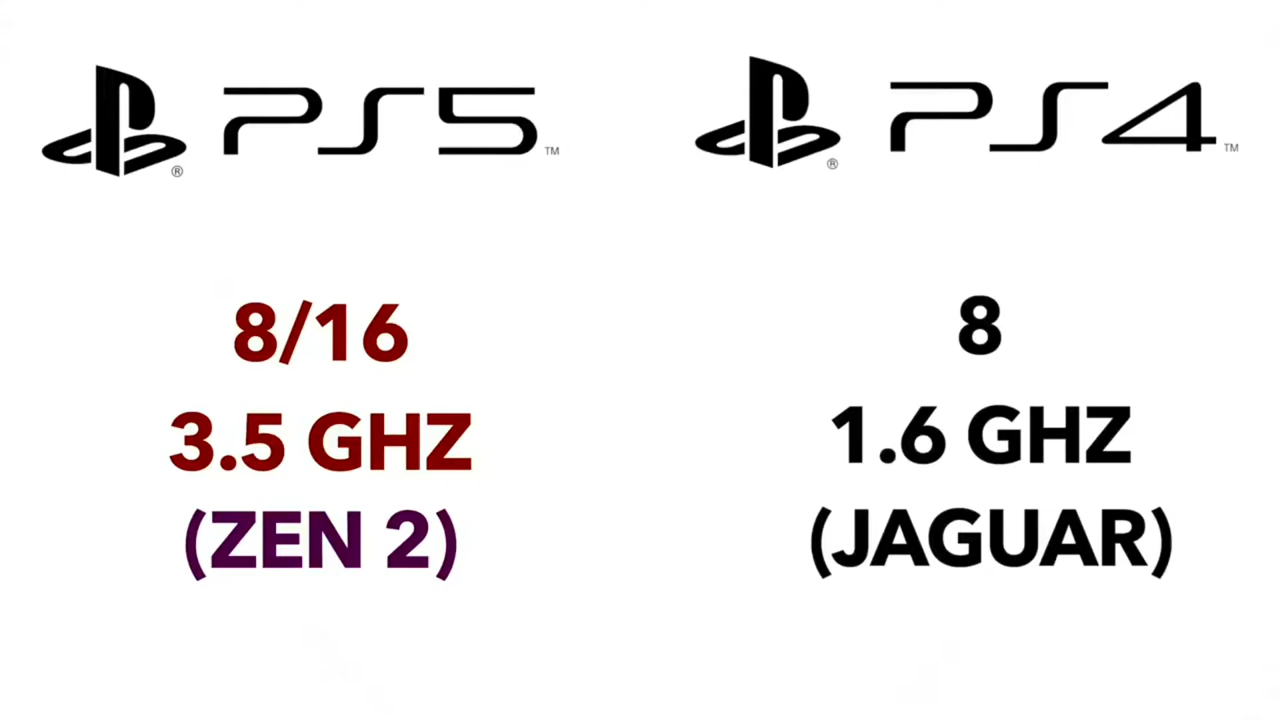 PS5™
PS4™
8/16
3.5 GHZ
(ZEN 2)
8
1.6 GHZ
(JAGUAR)